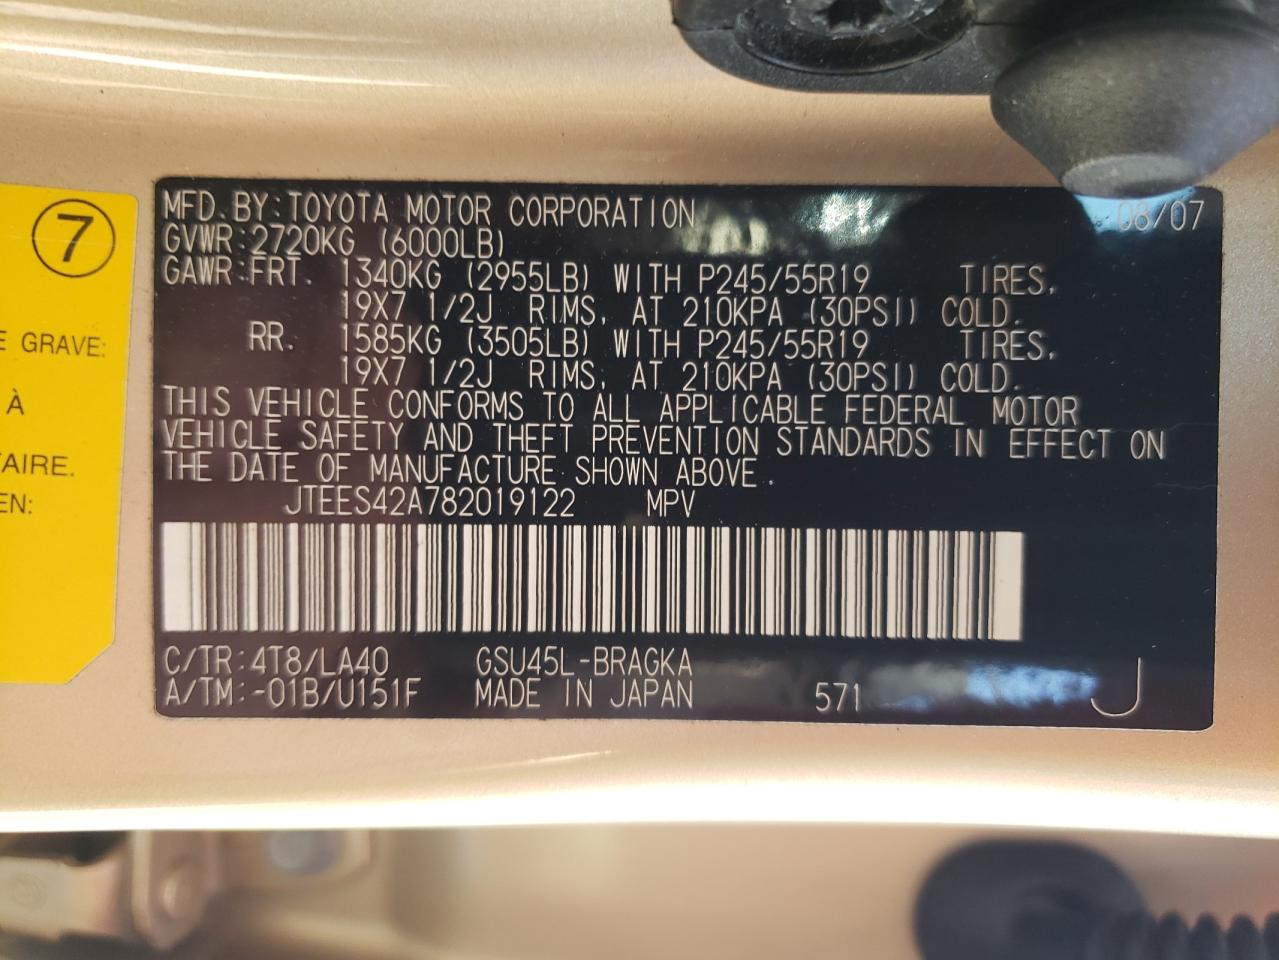 7
E GRAVE:
À
TAIRE.
EN:
MFD. BY: TOYOTA MOTOR CORPORATION 08/07
GVWR: 2720KG (6000LB)
GAWR: FRT. 1340KG (2955LB) WITH P245/55R19 TIRES,
19X7 1/2J RIMS, AT 210KPA (30PSI) COLD.
RR. 1585KG (3505LB) WITH P245/55R19 TIRES,
19X7 1/2J RIMS, AT 210KPA (30PSI) COLD.
THIS VEHICLE CONFORMS TO ALL APPLICABLE FEDERAL MOTOR
VEHICLE SAFETY AND THEFT PREVENTION STANDARDS IN EFFECT ON
THE DATE OF MANUFACTURE SHOWN ABOVE.
JTEES42A782019122 MPV
C/TR: 4T8/LA40 GSU45L-BRAGKA
A/TM: -01B/U151F MADE IN JAPAN 571 J